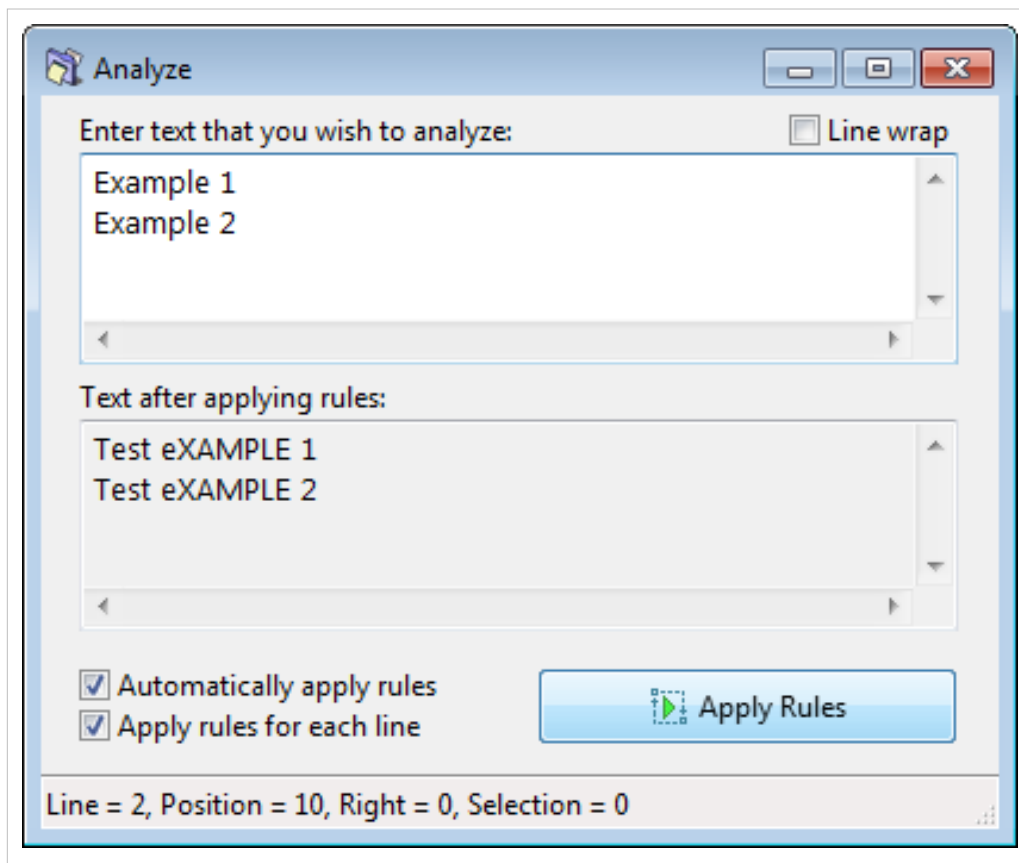 Analyze
Enter text that you wish to analyze: Line wrap
Example 1
Example 2
Text after applying rules:
Test eXAMPLE 1
Test eXAMPLE 2
Automatically apply rules
Apply rules for each line
Apply Rules
Line = 2, Position = 10, Right = 0, Selection = 0